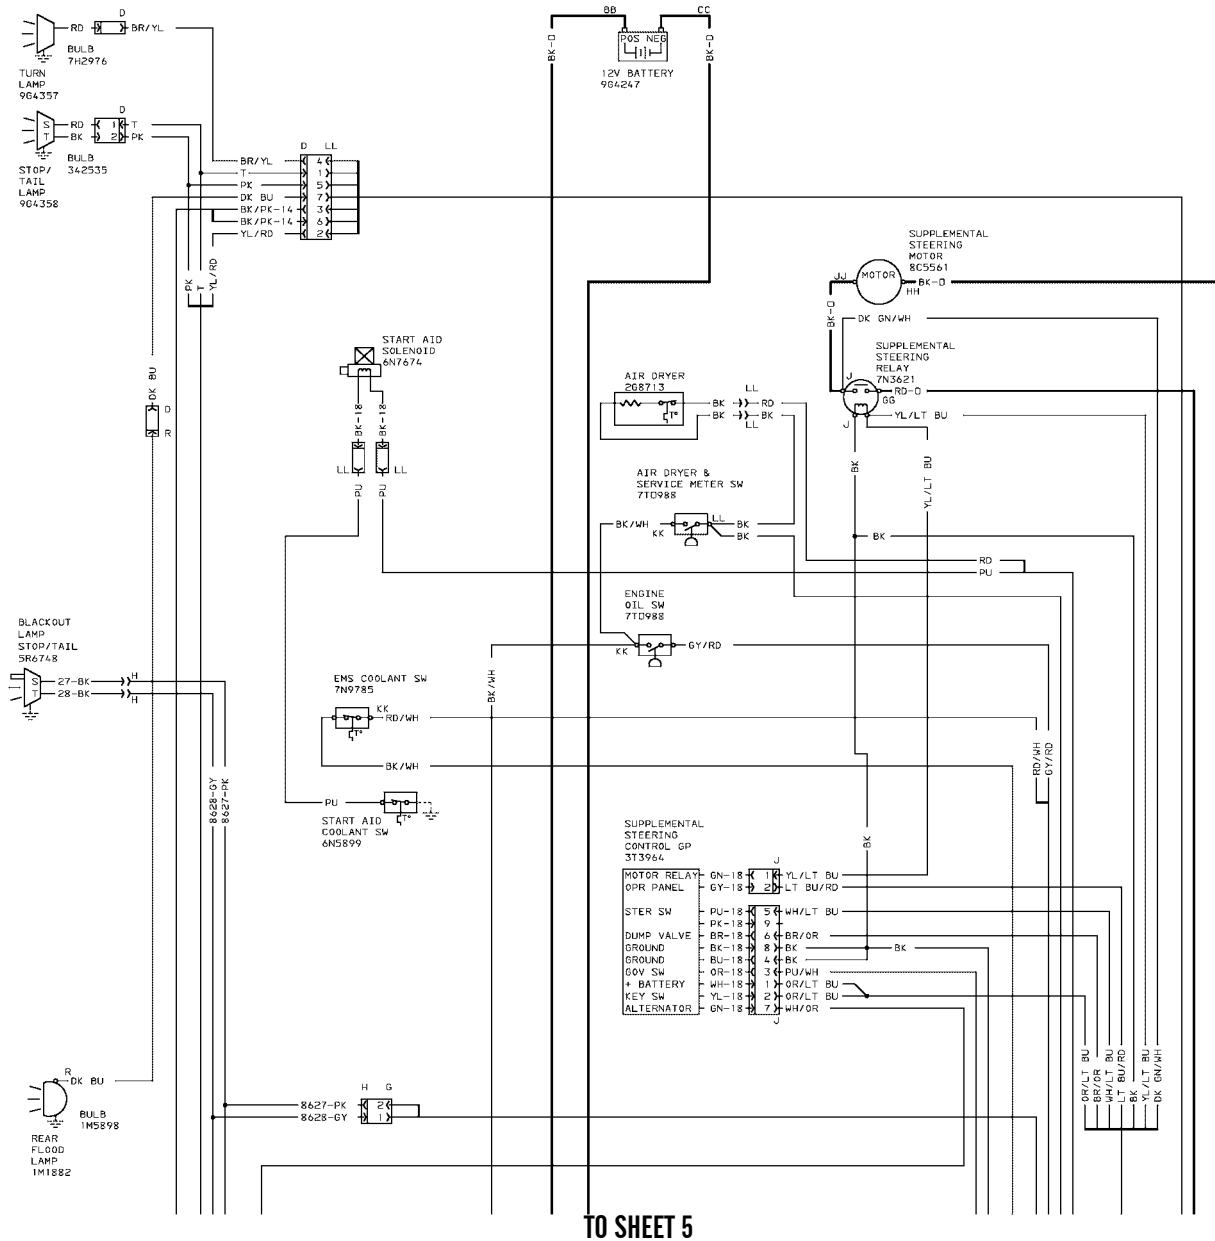 BB
CC
D
RD
BR/YL
POS NEG
BK-0
BK-0
BULB
7H2976
12V BATTERY
9G4247
TURN
LAMP
9G4357
D
S RD 1 T
T BK 2 PK
BULB
342535
STOP/
TAIL
LAMP
9G4358
D LL
BR/YL 4
T 1
PK 5
DK BU 7
BK/PK-14 3
BK/PK-14 6
YL/RD 2
PK
T
YL/RD
SUPPLEMENTAL
STEERING
MOTOR
8C5561
JJ
MOTOR
BK-0
HH
BK-0
DK GN/WH
START AID
SOLENOID
6N7674
SUPPLEMENTAL
STEERING
RELAY
7N3621
J
RD-0
GG
YL/LT BU
J
AIR DRYER
2G8713
LL
BK RD
BK BK
LL
T°
DK BU
D
R
BK-18
BK-18
LL
LL
PU
PU
BK
YL/LT BU
AIR DRYER &
SERVICE METER SW
7T0988
BK/WH
LL
BK
KK
BK
BK
RD
PU
ENGINE
OIL SW
7T0988
KK
GY/RD
BLACKOUT
LAMP
STOP/TAIL
5R6748
S 27-BK H
T 28-BK H
BK/WH
EMS COOLANT SW
7N9785
KK
RD/WH
T°
BK/WH
RD/WH
GY/RD
8628-GY
8627-PK
PU
T°
START AID
COOLANT SW
6N5899
SUPPLEMENTAL
STEERING
CONTROL GP
3T3964
BK
J
MOTOR RELAY GN-18 1 YL/LT BU
OPR PANEL GY-18 2 LT BU/RD
STER SW PU-18 5 WH/LT BU
PK-18 9
DUMP VALVE BR-18 6 BR/OR
GROUND BK-18 8 BK BK
GROUND BU-18 4 BK
GOV SW OR-18 3 PU/WH
+ BATTERY WH-18 1 OR/LT BU
KEY SW YL-18 2 OR/LT BU
ALTERNATOR GN-18 7 WH/OR
J
OR/LT BU
BR/OR
WH/LT BU
LT BU/RD
BK
YL/LT BU
DK GN/WH
R
DK BU
BULB
1M5898
REAR
FLOOD
LAMP
1M1882
H G
8627-PK 2
8628-GY 1
TO SHEET 5